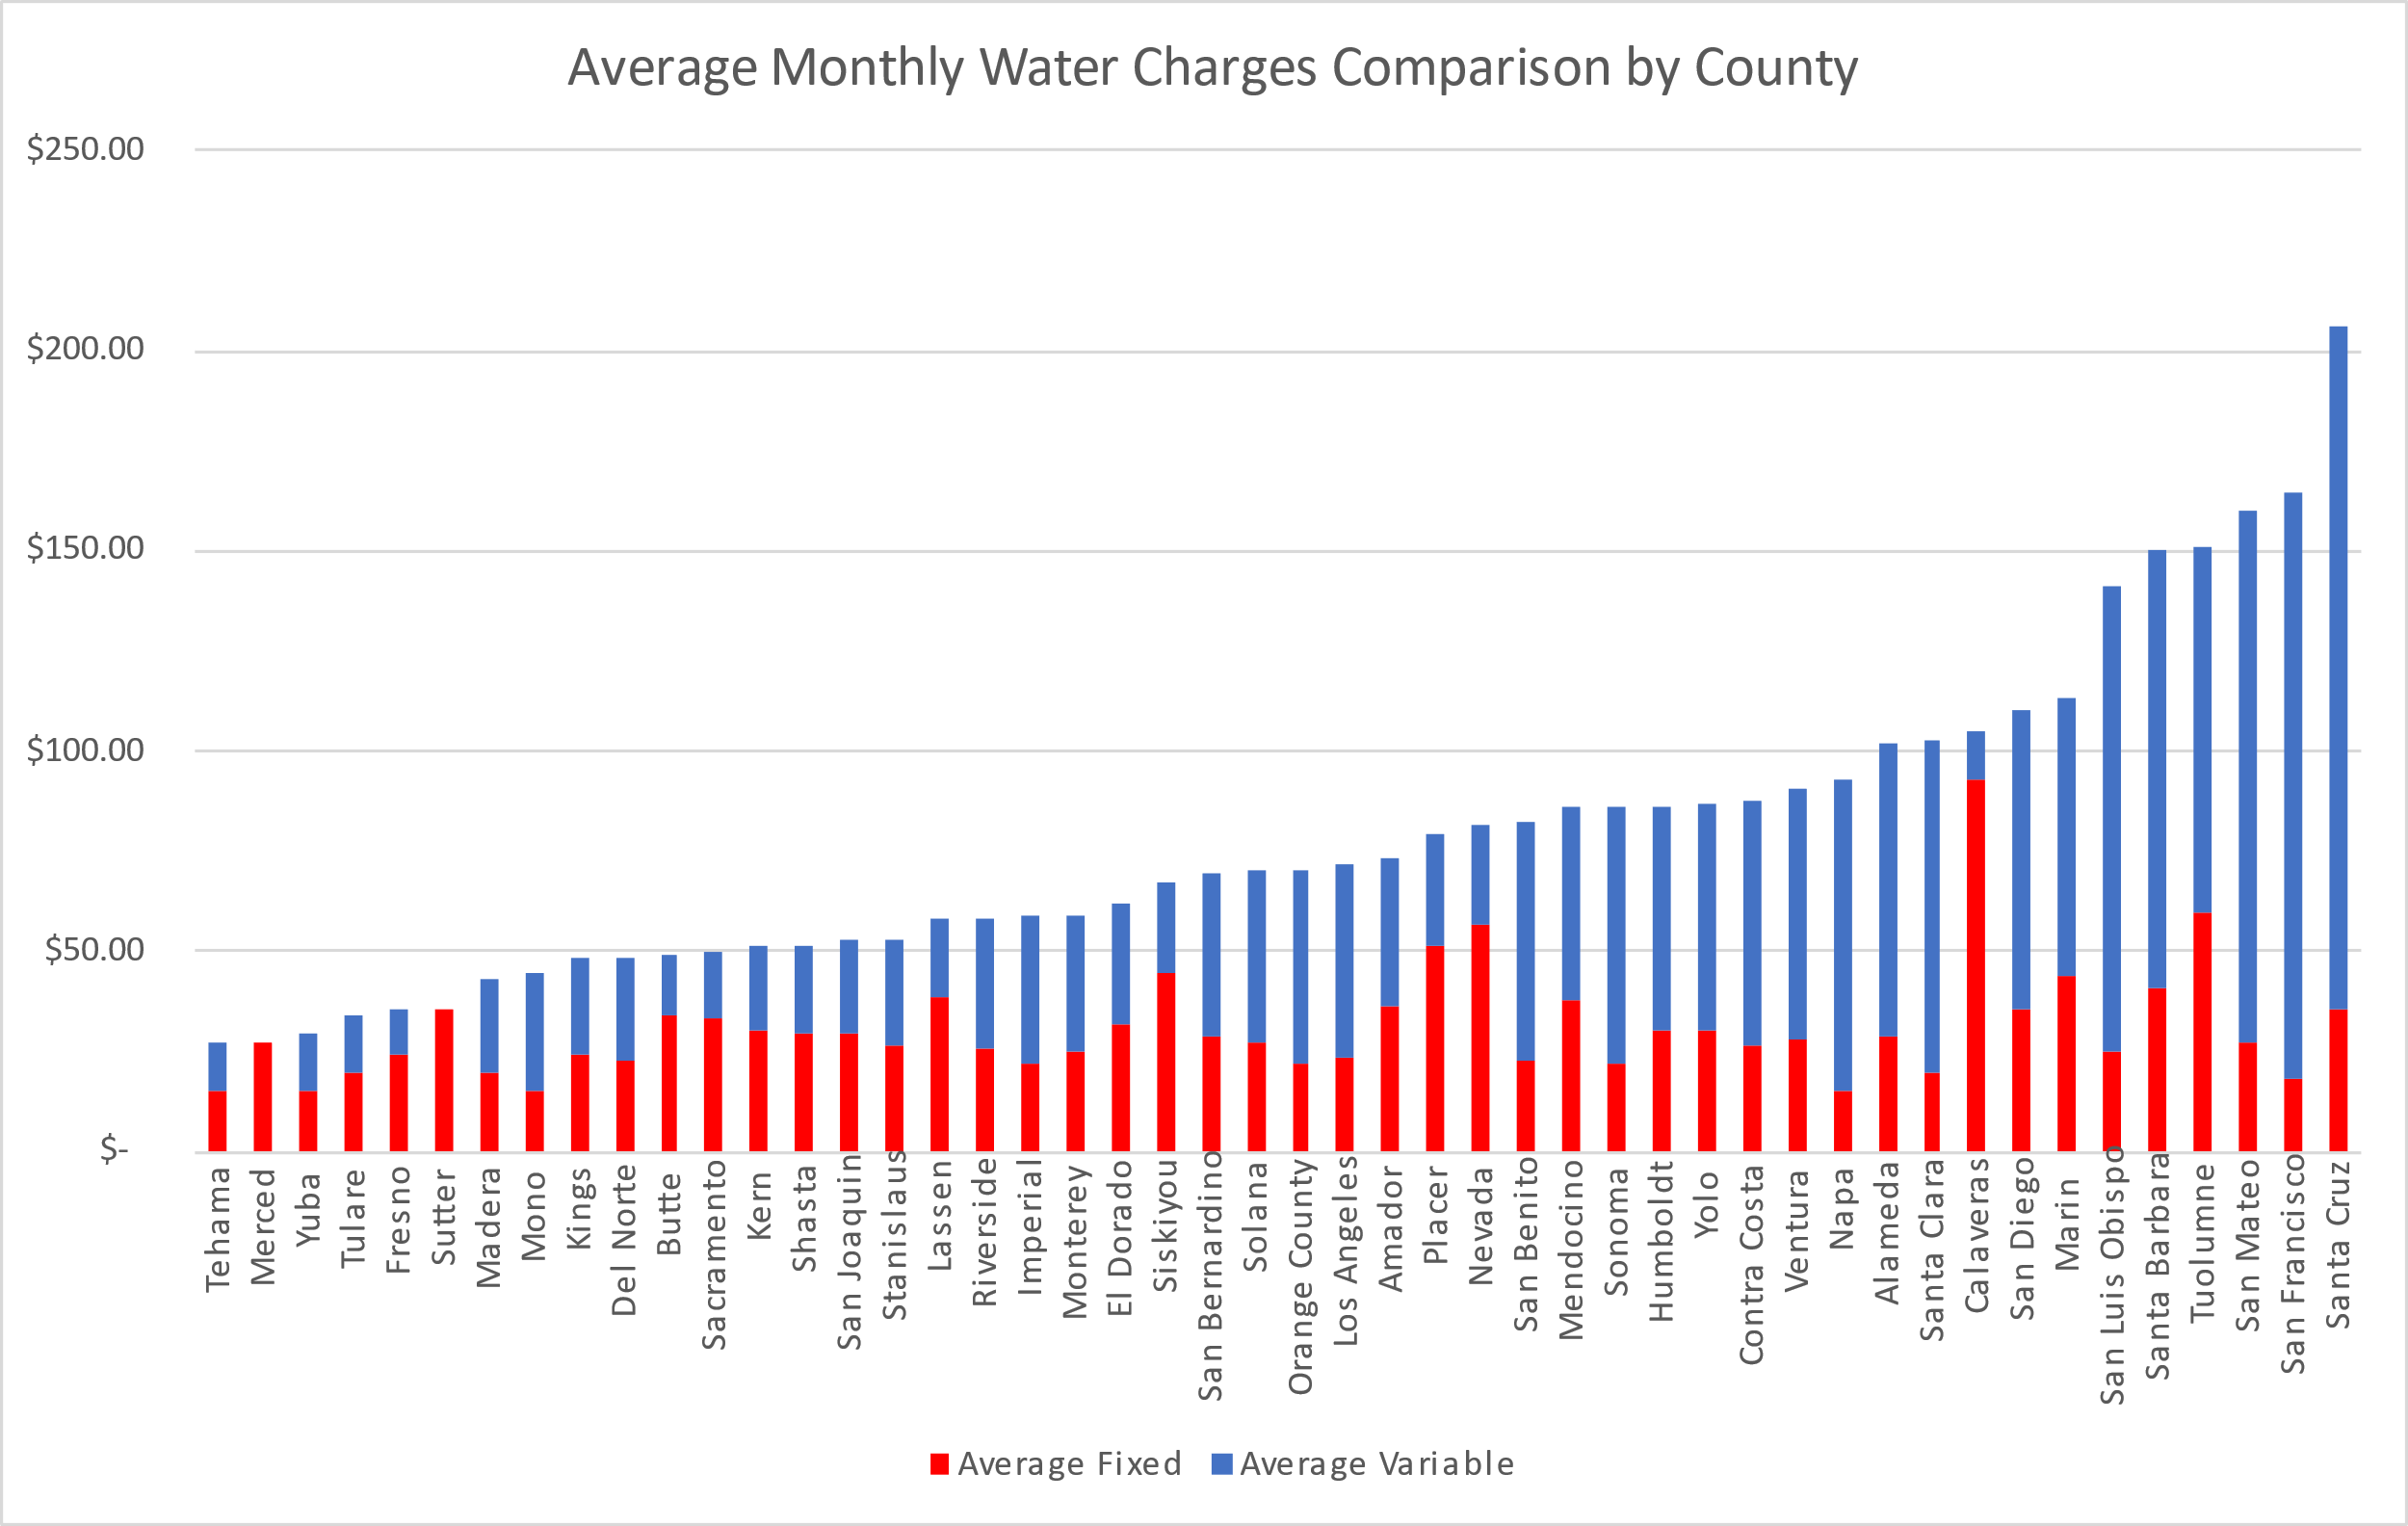 Average Monthly Water Charges Comparison by County
$250.00
$200.00
$150.00
$100.00
$50.00
$-
Tehama
Merced
Yuba
Tulare
Fresno
Sutter
Madera
Mono
Kings
Del Norte
Butte
Sacramento
Kern
Shasta
San Joaquin
Stanislaus
Lasssen
Riverside
Imperial
Monterey
El Dorado
Siskiyou
San Bernardino
Solana
Orange County
Los Angeles
Amador
Placer
Nevada
San Benito
Mendocino
Sonoma
Humboldt
Yolo
Contra Costa
Ventura
Napa
Alameda
Santa Clara
Calaveras
San Diego
Marin
San Luis Obispo
Santa Barbara
Tuolumne
San Mateo
San Francisco
Santa Cruz
Average Fixed
Average Variable